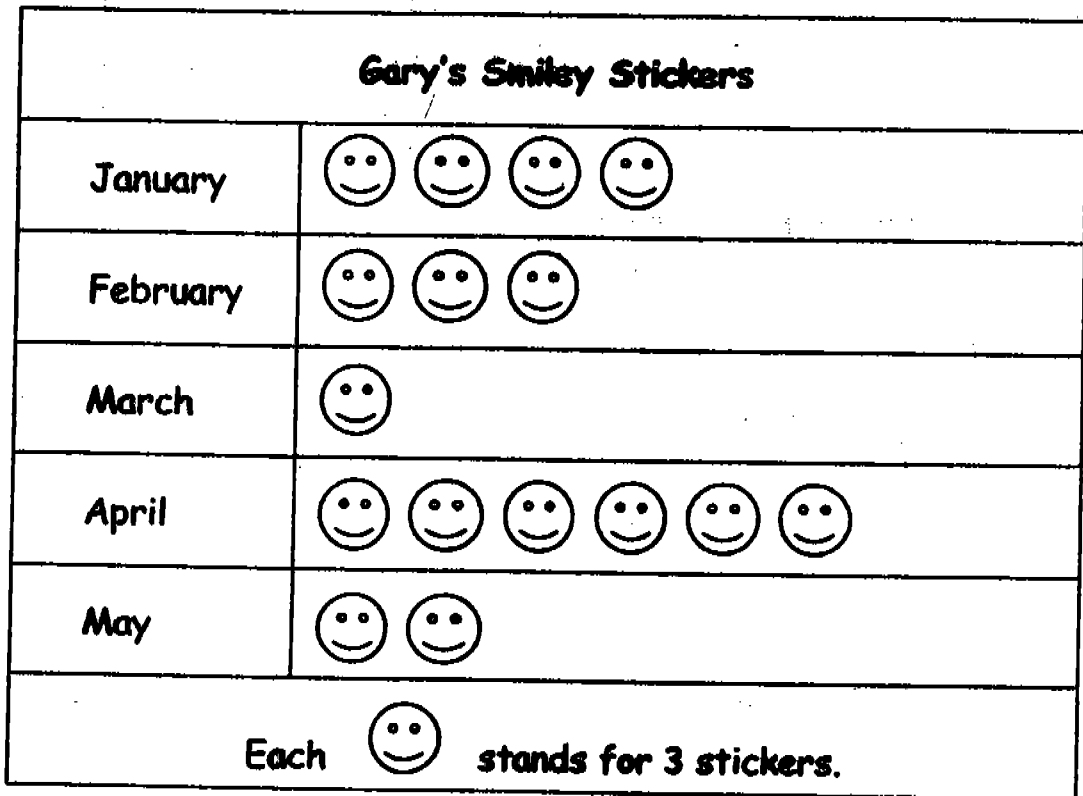 Gary's Smiley Stickers
January
February
March
April
May
Each stands for 3 stickers.